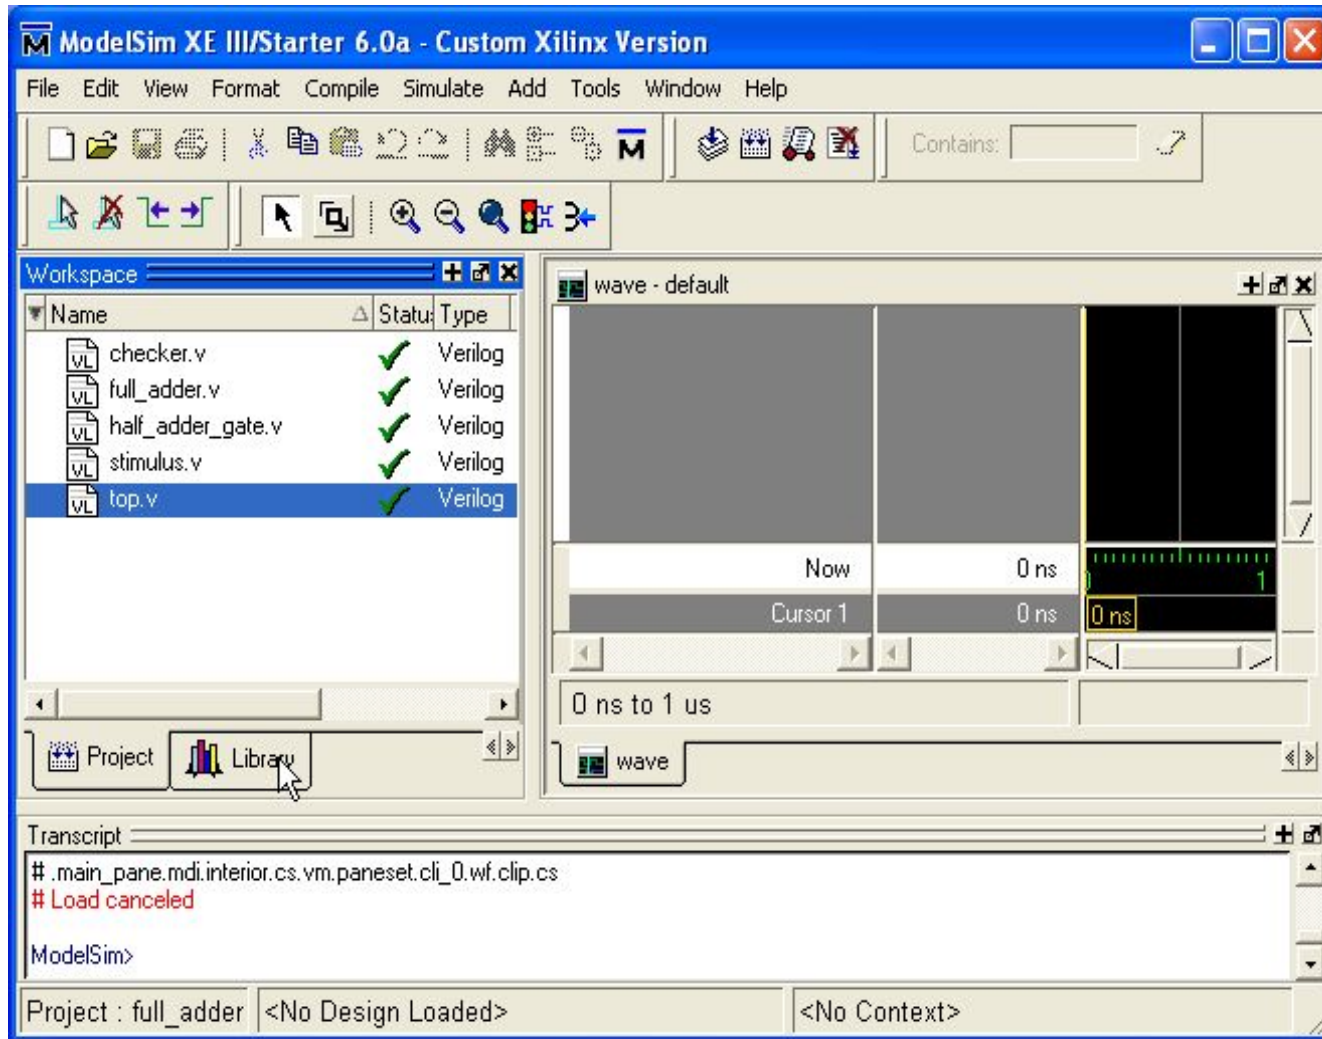 ModelSim XE III/Starter 6.0a - Custom Xilinx Version
File Edit View Format Compile Simulate Add Tools Window Help
Contains:
Workspace
Name Statu: Type
checker.v Verilog
full_adder.v Verilog
half_adder_gate.v Verilog
stimulus.v Verilog
top.v Verilog
Project Library
wave - default
Now 0 ns
Cursor 1 0 ns
0 1
0 ns
0 ns to 1 us
wave
Transcript
# .main_pane.mdi.interior.cs.vm.paneset.cli_0.wf.clip.cs
# Load canceled
ModelSim>
Project : full_adder <No Design Loaded> <No Context>